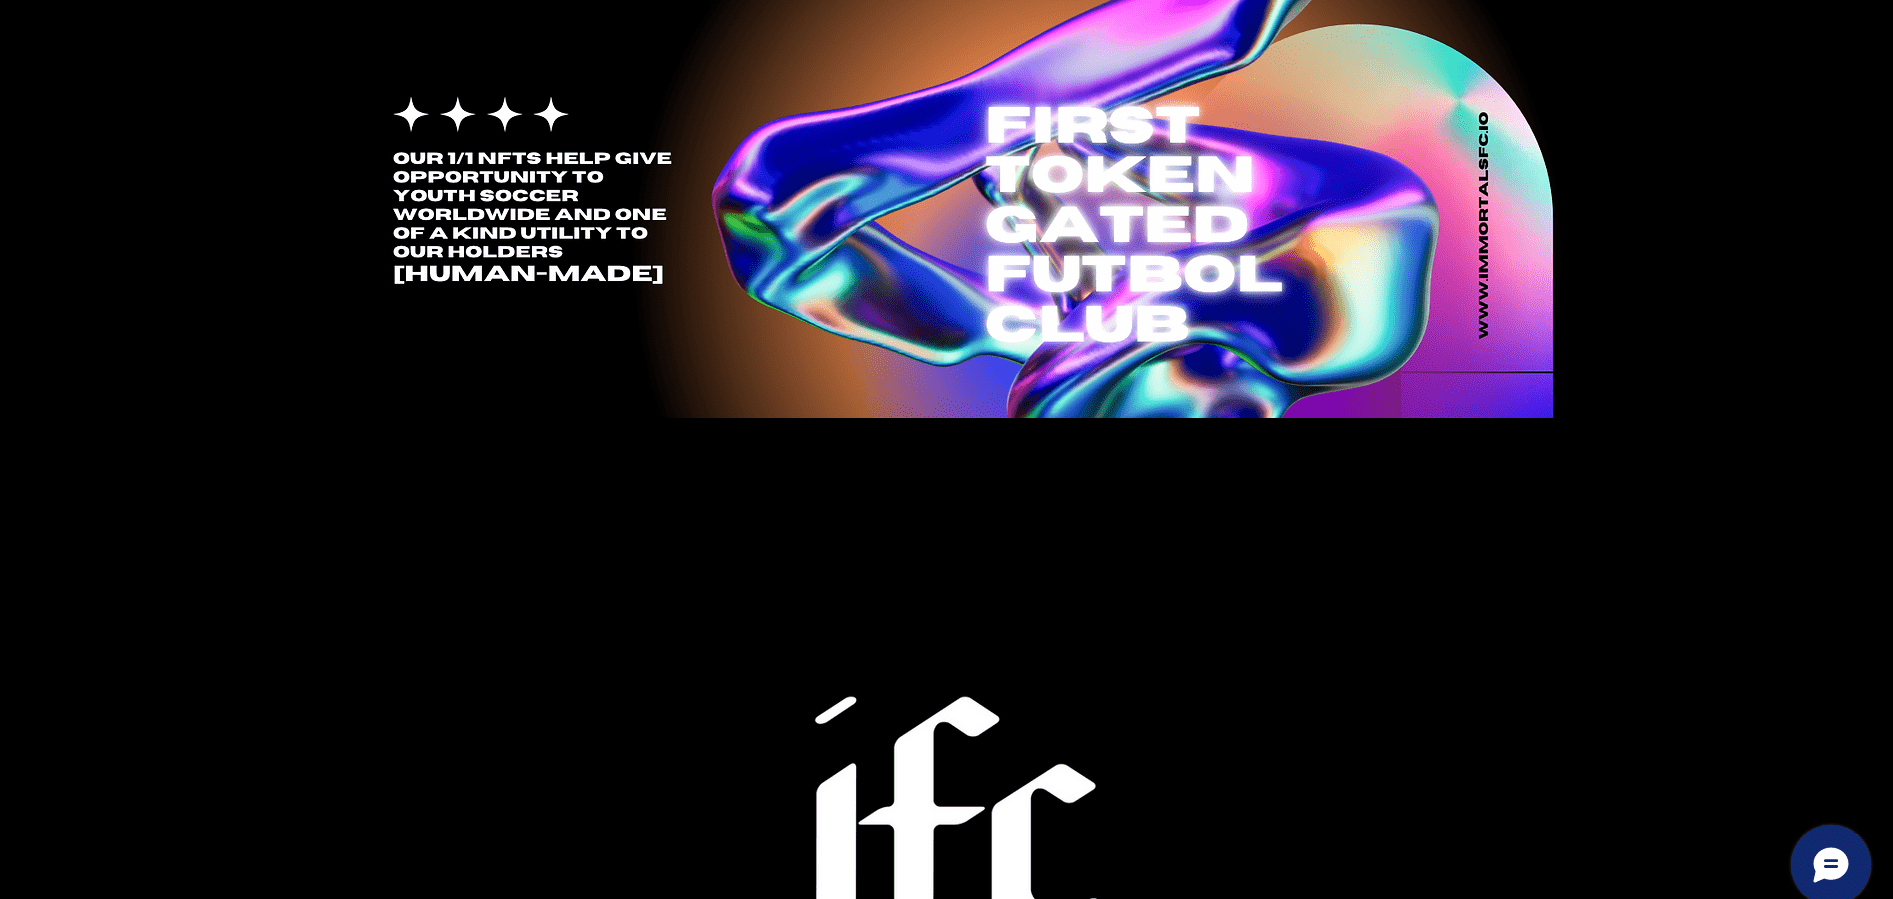 OUR 1/1 NFTS HELP GIVE
OPPORTUNITY TO
YOUTH SOCCER
WORLDWIDE AND ONE
OF A KIND UTILITY TO
OUR HOLDERS
[HUMAN-MADE]
FIRST
TOKEN
GATED
FUTBOL
CLUB
WWW.IMMORTALSFC.IO
ifc